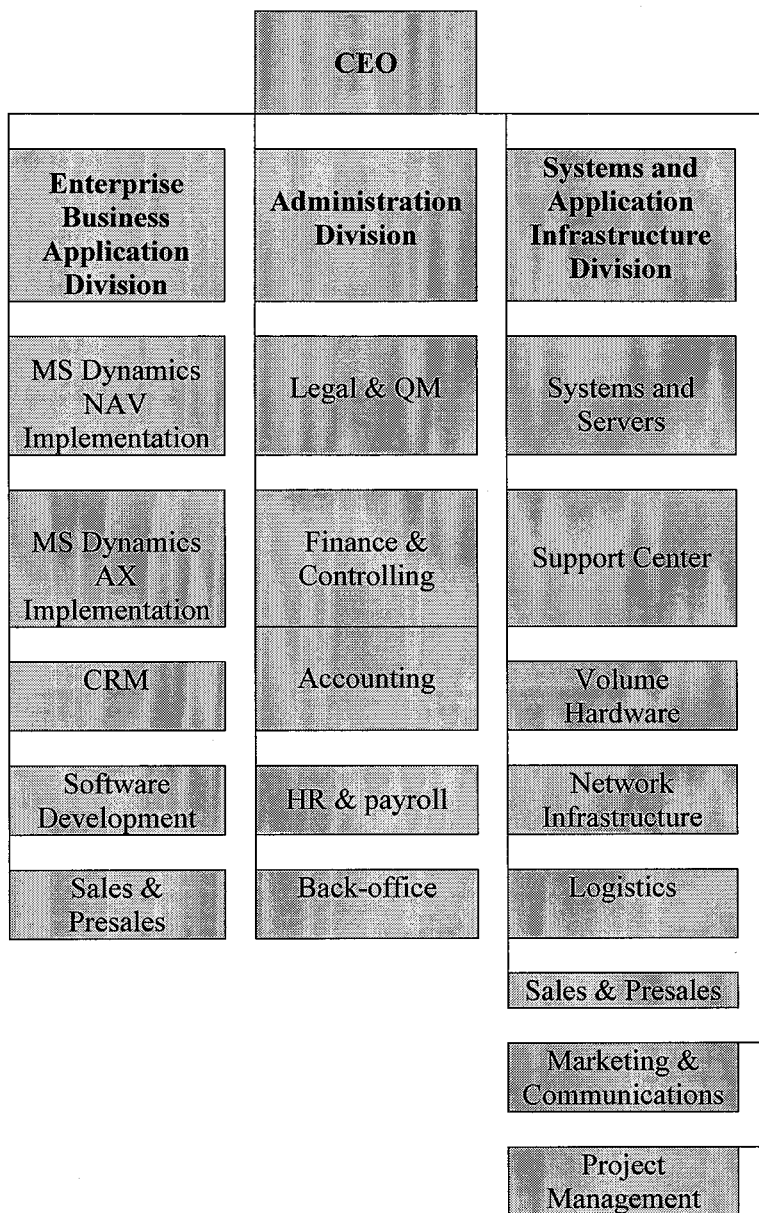 CEO
Enterprise
Business
Application
Division
Administration
Division
Systems and
Application
Infrastructure
Division
MS Dynamics
NAV
Implementation
Legal & QM
Systems and
Servers
MS Dynamics
AX
Implementation
Finance &
Controlling
Support Center
CRM
Accounting
Volume
Hardware
Software
Development
HR & payroll
Network
Infrastructure
Sales &
Presales
Back-office
Logistics
Sales & Presales
Marketing &
Communications
Project
Management